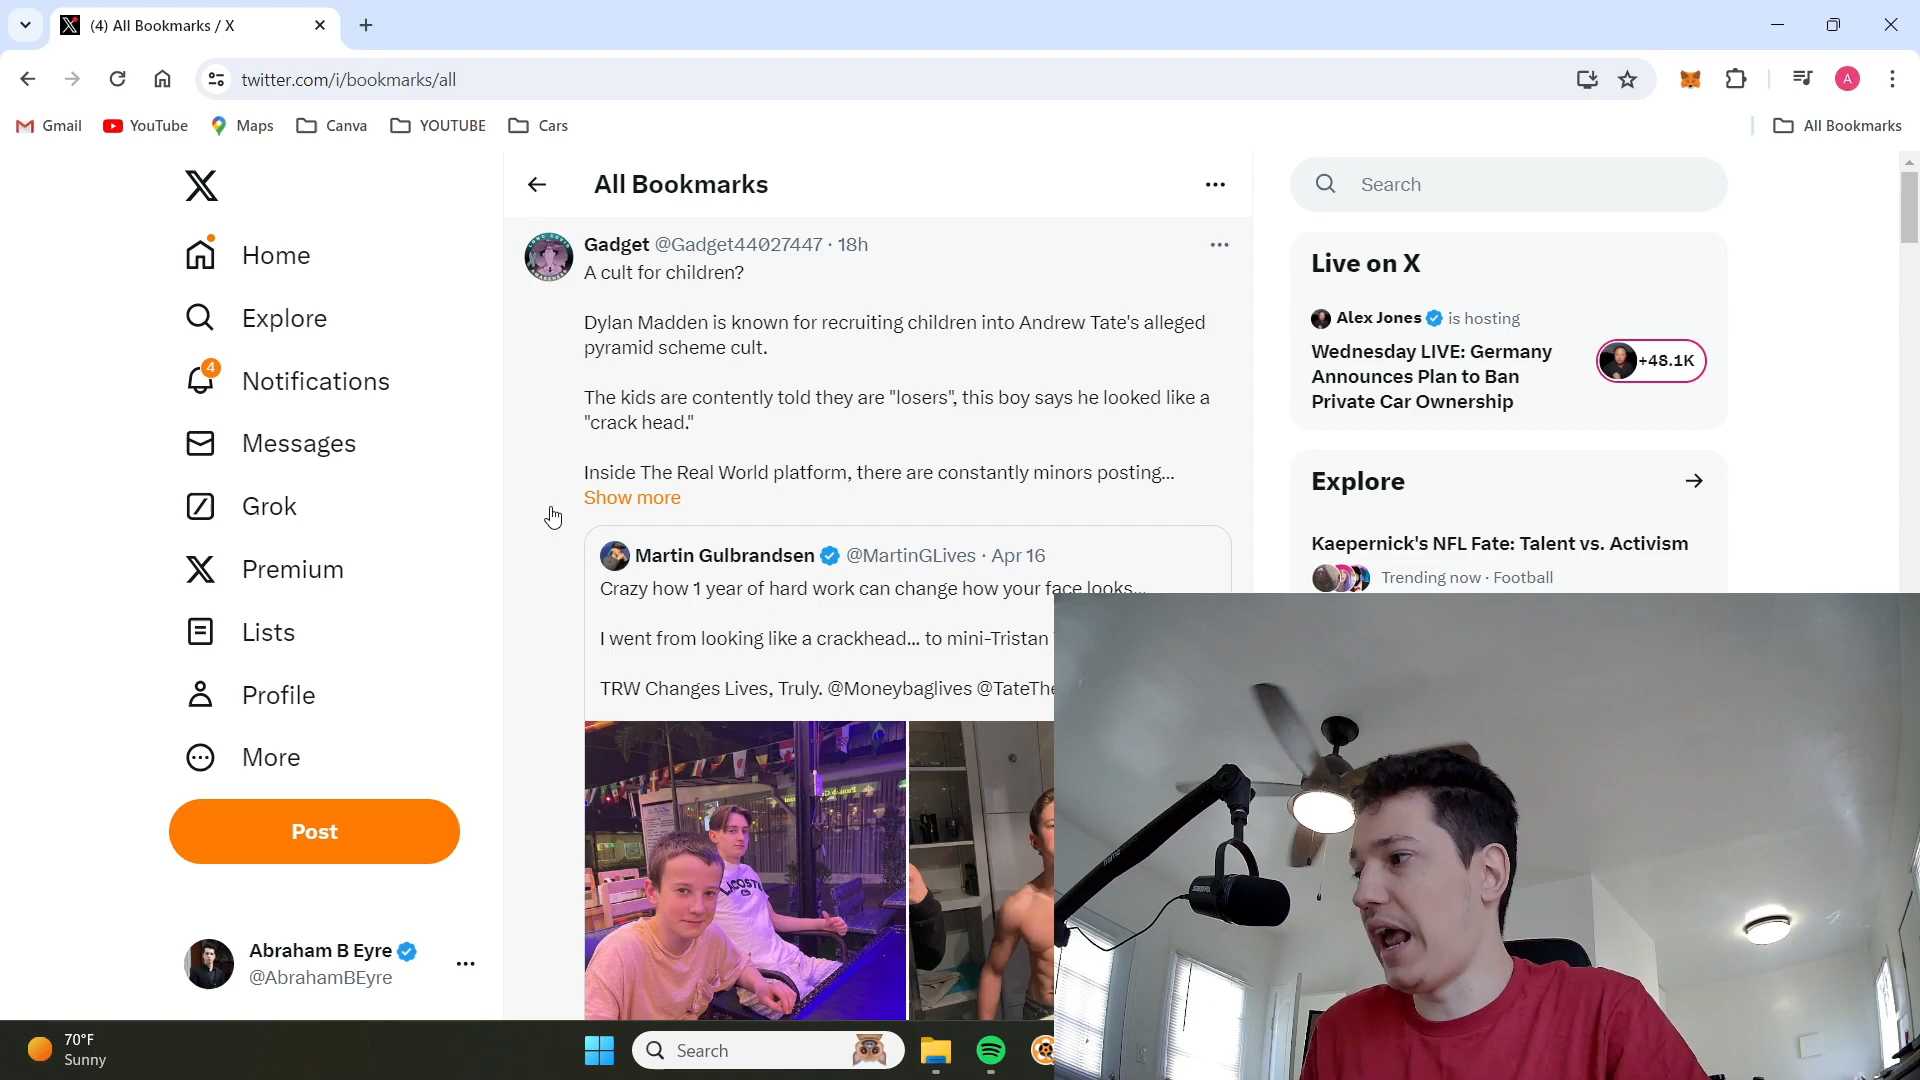 (4) All Bookmarks / X
twitter.com/i/bookmarks/all
A
Gmail
YouTube
Maps
Canva
YOUTUBE
Cars
All Bookmarks
Home
Explore
4
Notifications
Messages
Grok
Premium
Lists
Profile
More
Post
Abraham B Eyre
@AbrahamBEyre
All Bookmarks
Gadget @Gadget44027447 · 18h
A cult for children?
Dylan Madden is known for recruiting children into Andrew Tate's alleged
pyramid scheme cult.
The kids are contently told they are "losers", this boy says he looked like a
"crack head."
Inside The Real World platform, there are constantly minors posting...
Show more
Martin Gulbrandsen @MartinGLives · Apr 16
Crazy how 1 year of hard work can change how your face looks...
I went from looking like a crackhead... to mini-Tristan
TRW Changes Lives, Truly. @Moneybaglives @TateThe
LACOSTE
Search
Live on X
Alex Jones is hosting
Wednesday LIVE: Germany
Announces Plan to Ban
Private Car Ownership
+48.1K
Explore
Kaepernick's NFL Fate: Talent vs. Activism
Trending now · Football
70°F
Sunny
Search